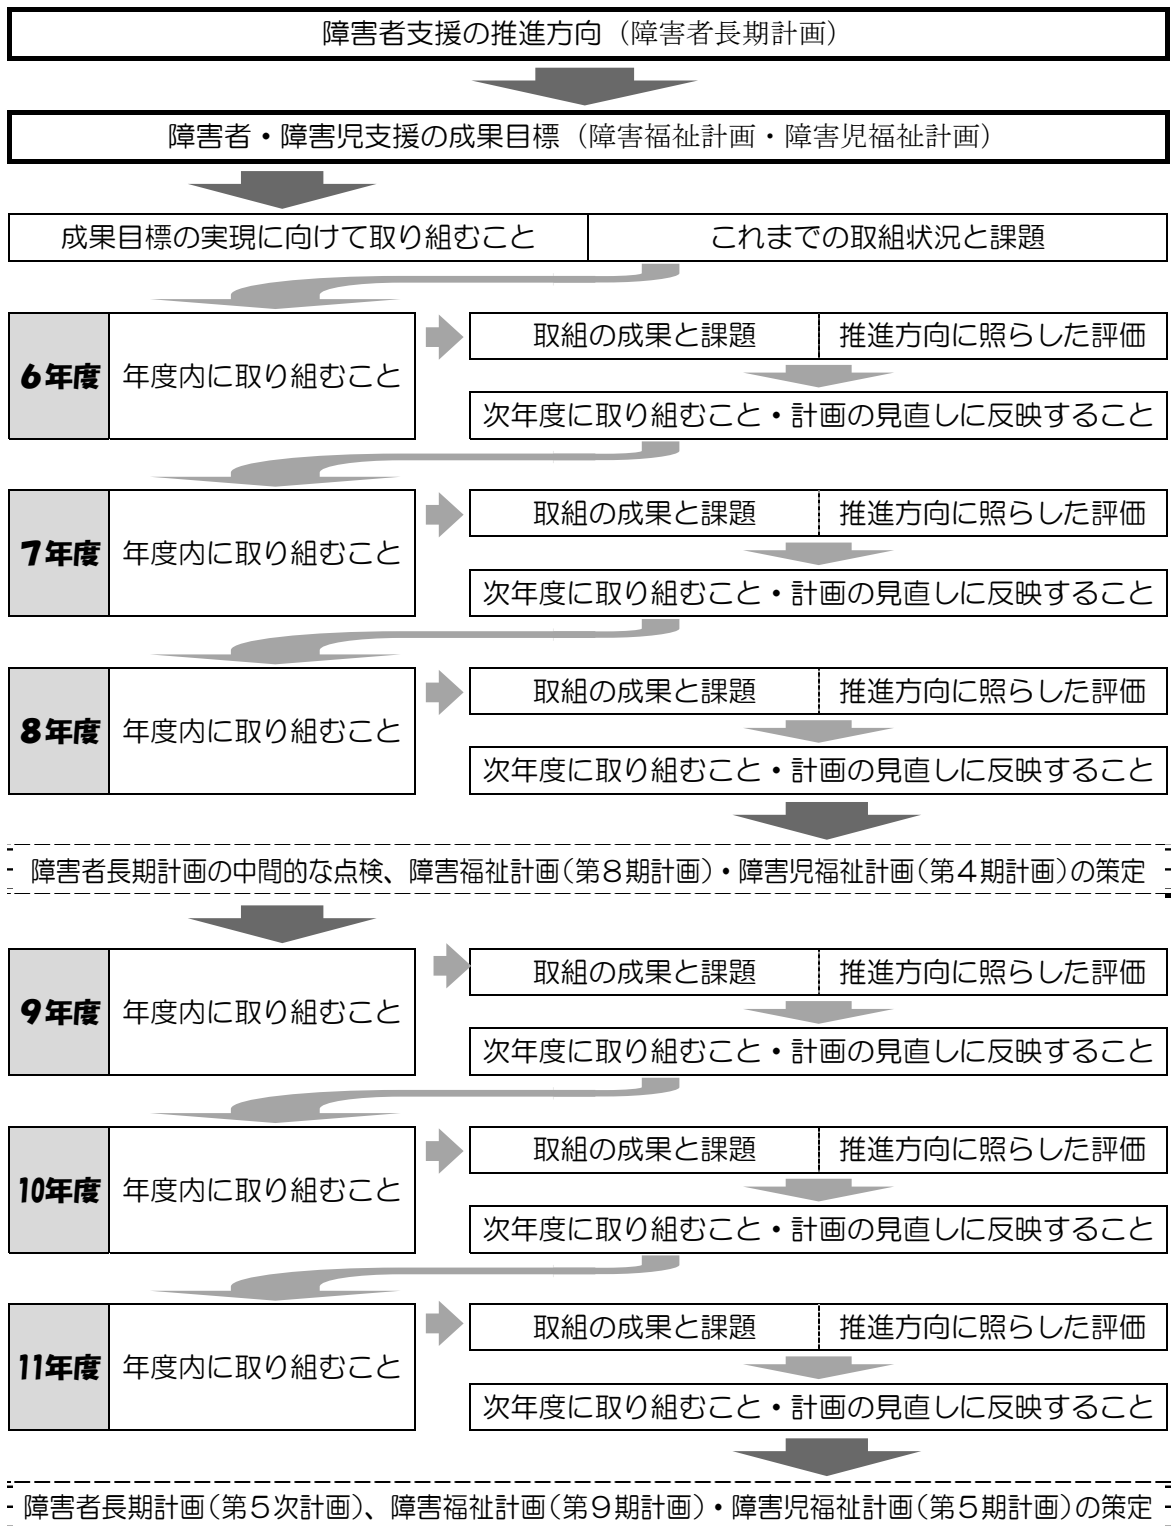 障害者支援の推進方向（障害者長期計画）
障害者・障害児支援の成果目標（障害福祉計画・障害児福祉計画）
成果目標の実現に向けて取り組むこと
これまでの取組状況と課題
6年度
年度内に取り組むこと
取組の成果と課題
推進方向に照らした評価
次年度に取り組むこと・計画の見直しに反映すること
7年度
年度内に取り組むこと
取組の成果と課題
推進方向に照らした評価
次年度に取り組むこと・計画の見直しに反映すること
8年度
年度内に取り組むこと
取組の成果と課題
推進方向に照らした評価
次年度に取り組むこと・計画の見直しに反映すること
障害者長期計画の中間的な点検、障害福祉計画(第８期計画)・障害児福祉計画(第４期計画)の策定
9年度
年度内に取り組むこと
取組の成果と課題
推進方向に照らした評価
次年度に取り組むこと・計画の見直しに反映すること
10年度
年度内に取り組むこと
取組の成果と課題
推進方向に照らした評価
次年度に取り組むこと・計画の見直しに反映すること
11年度
年度内に取り組むこと
取組の成果と課題
推進方向に照らした評価
次年度に取り組むこと・計画の見直しに反映すること
障害者長期計画(第５次計画)、障害福祉計画(第９期計画)・障害児福祉計画(第５期計画)の策定